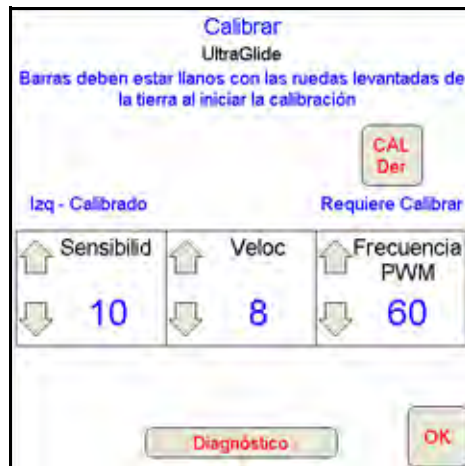 Calibrar
UltraGlide
Barras deben estar llanos con las ruedas levantadas de
la tierra al iniciar la calibración
CAL
Der
Izq - Calibrado
Requiere Calibrar
Sensibilid
Veloc
Frecuencia
PWM
10
8
60
Diagnóstico
OK